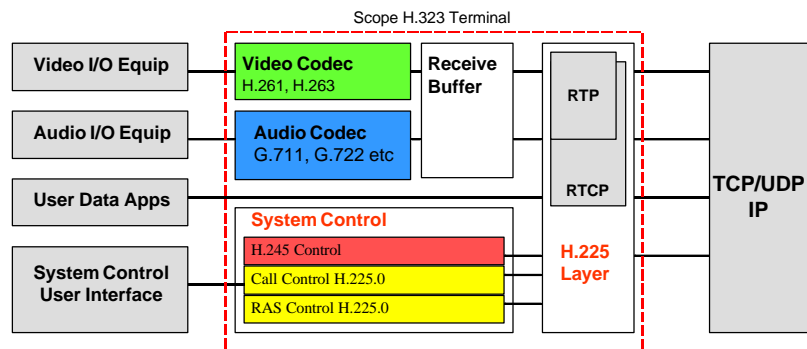 Scope H.323 Terminal
Video I/O Equip
Video Codec
H.261, H.263
Receive
Buffer
RTP
Audio I/O Equip
Audio Codec
G.711, G.722 etc
User Data Apps
RTCP
TCP/UDP
IP
System Control
User Interface
System Control
H.245 Control
Call Control H.225.0
RAS Control H.225.0
H.225
Layer